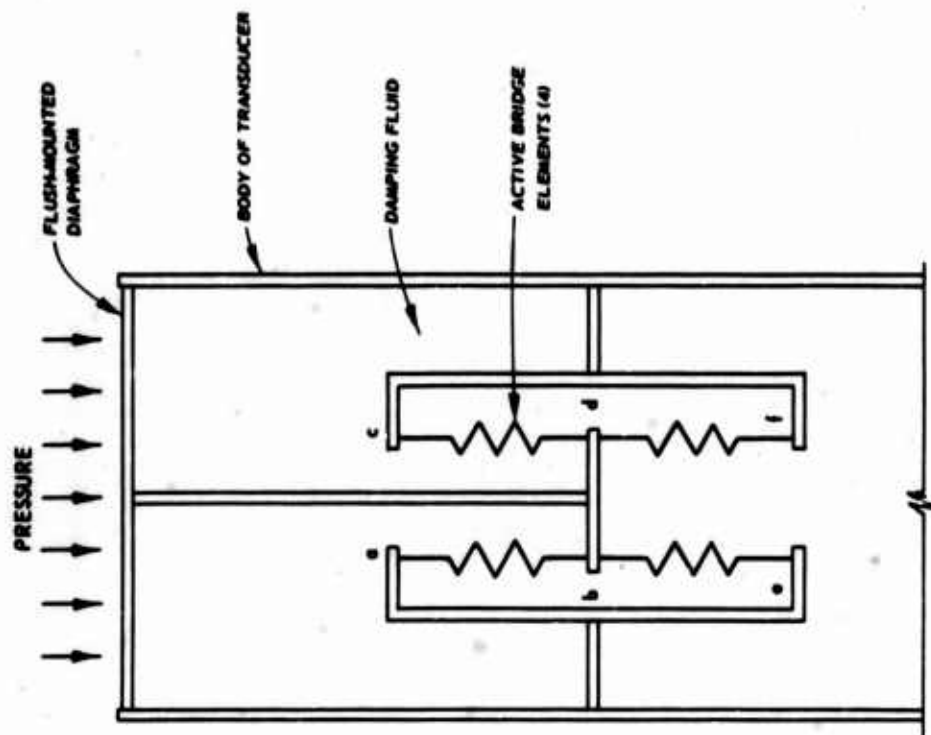 FLUSH-MOUNTED
DIAPHRAGM
BODY OF TRANSDUCER
DAMPING FLUID
ACTIVE BRIDGE
ELEMENTS (4)
PRESSURE
c
d
f
a
b
e